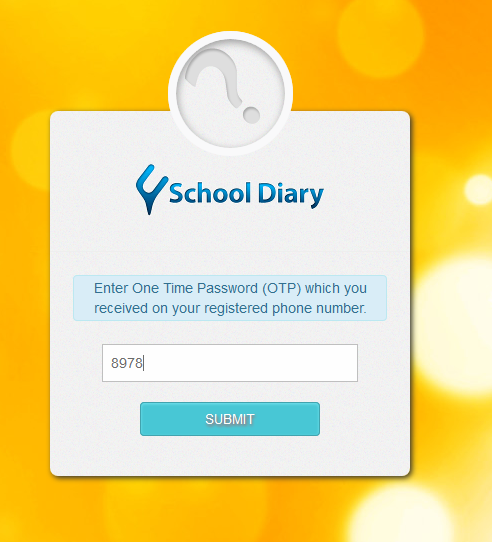 School Diary
Enter One Time Password (OTP) which you
received on your registered phone number.
8978
SUBMIT